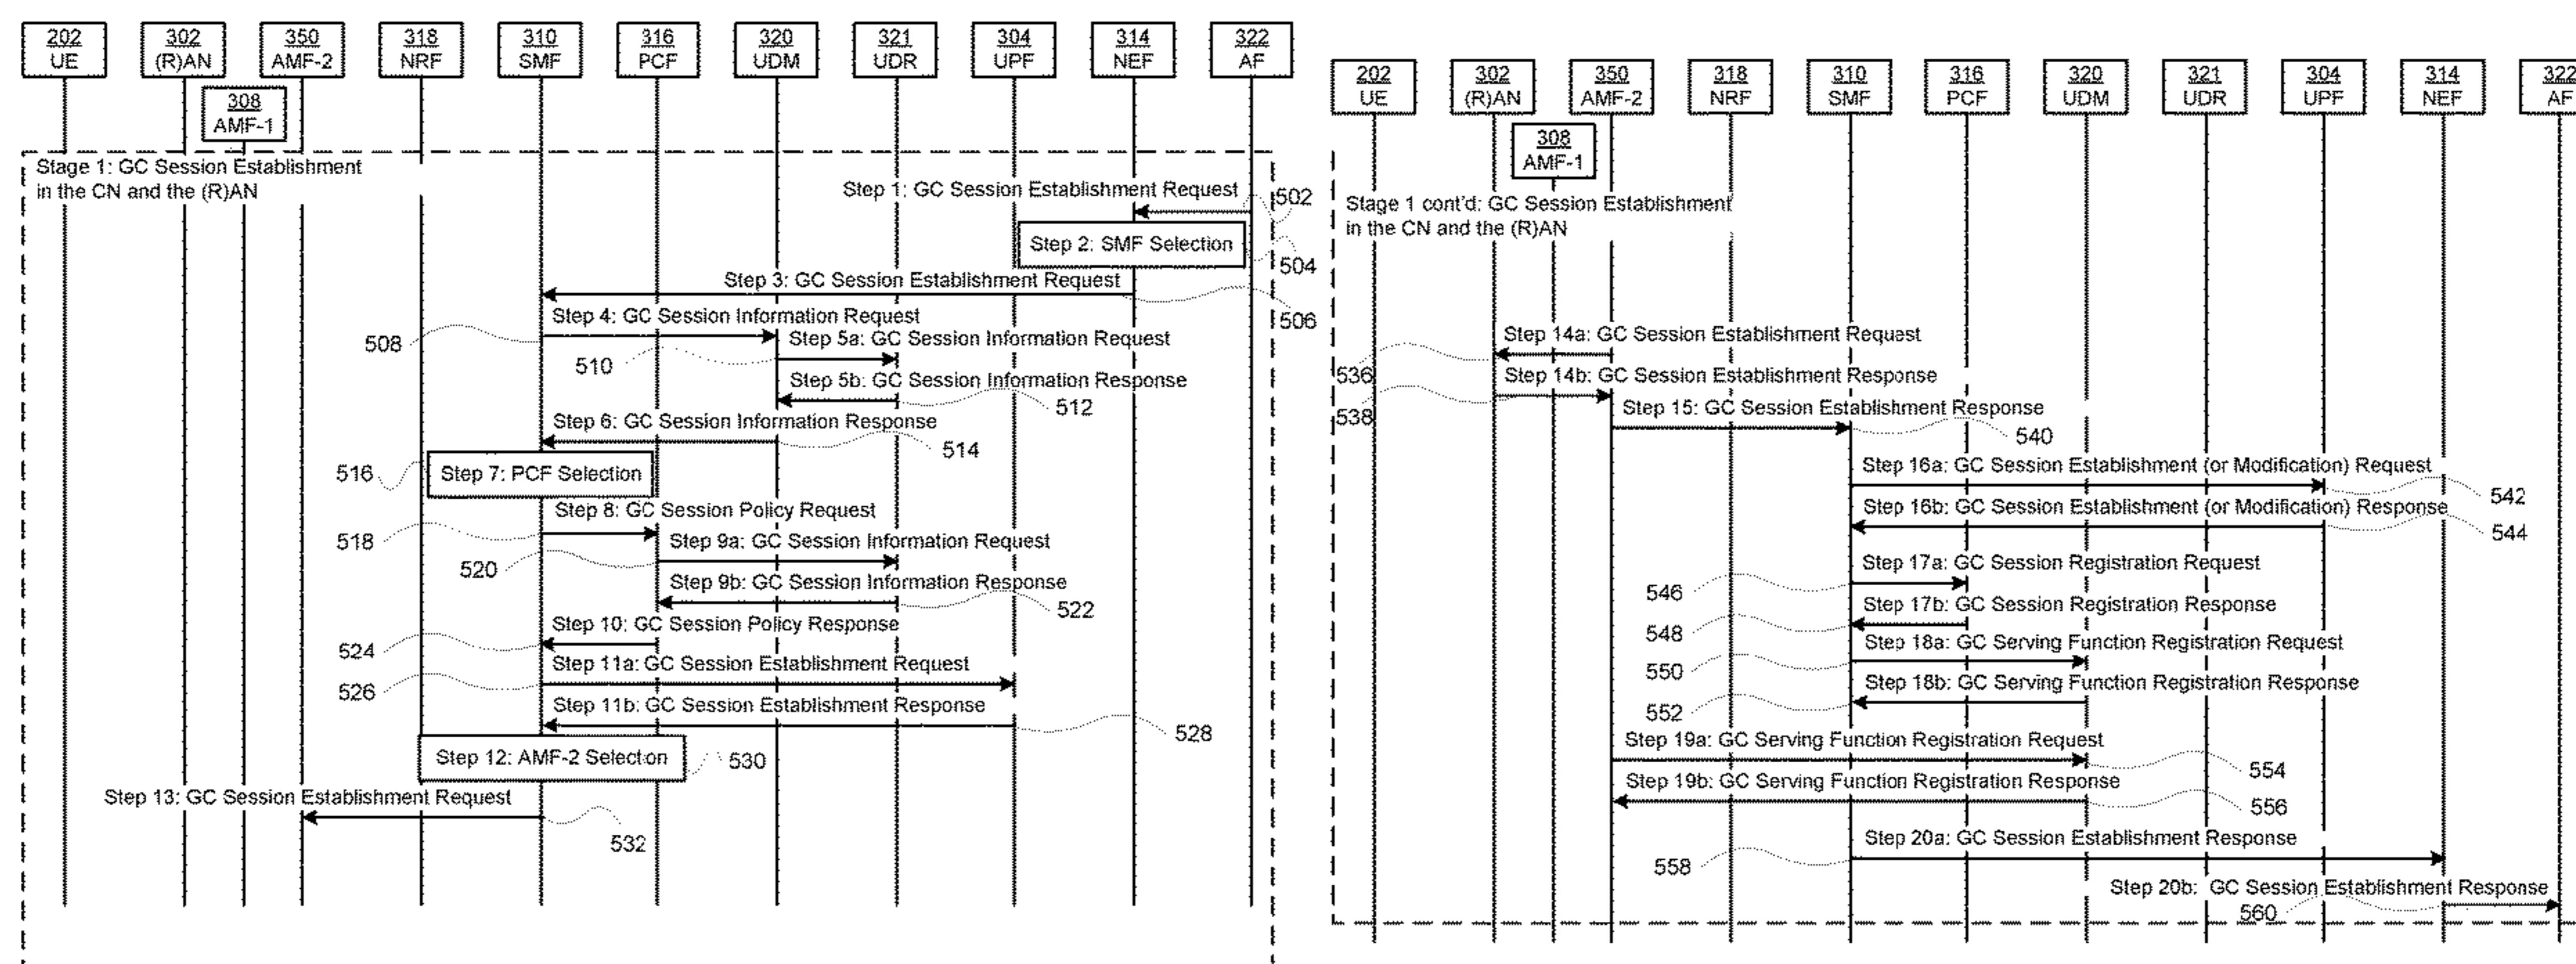 202
UE
302
(R)AN
350
AMF-2
318
NRF
310
SMF
316
PCF
320
UDM
321
UDR
304
UPF
314
NEF
322
AF
308
AMF-1
Stage 1: GC Session Establishment
in the CN and the (R)AN
Step 1: GC Session Establishment Request
502
Step 2: SMF Selection
504
Step 3: GC Session Establishment Request
506
Step 4: GC Session Information Request
508
Step 5a: GC Session Information Request
510
Step 5b: GC Session Information Response
512
Step 6: GC Session Information Response
514
516
Step 7: PCF Selection
Step 8: GC Session Policy Request
518
Step 9a: GC Session Information Request
520
Step 9b: GC Session Information Response
522
Step 10: GC Session Policy Response
524
Step 11a: GC Session Establishment Request
526
Step 11b: GC Session Establishment Response
528
Step 12: AMF-2 Selection
530
Step 13: GC Session Establishment Request
532
202
UE
302
(R)AN
350
AMF-2
318
NRF
310
SMF
316
PCF
320
UDM
321
UDR
304
UPF
314
NEF
322
AF
308
AMF-1
Stage 1 cont'd: GC Session Establishment
in the CN and the (R)AN
Step 14a: GC Session Establishment Request
536
Step 14b: GC Session Establishment Response
538
Step 15: GC Session Establishment Response
540
Step 16a: GC Session Establishment (or Modification) Request
542
Step 16b: GC Session Establishment (or Modification) Response
544
Step 17a: GC Session Registration Request
546
Step 17b: GC Session Registration Response
548
Step 18a: GC Serving Function Registration Request
550
Step 18b: GC Serving Function Registration Response
552
Step 19a: GC Serving Function Registration Request
554
Step 19b: GC Serving Function Registration Response
556
Step 20a: GC Session Establishment Response
558
Step 20b: GC Session Establishment Response
560